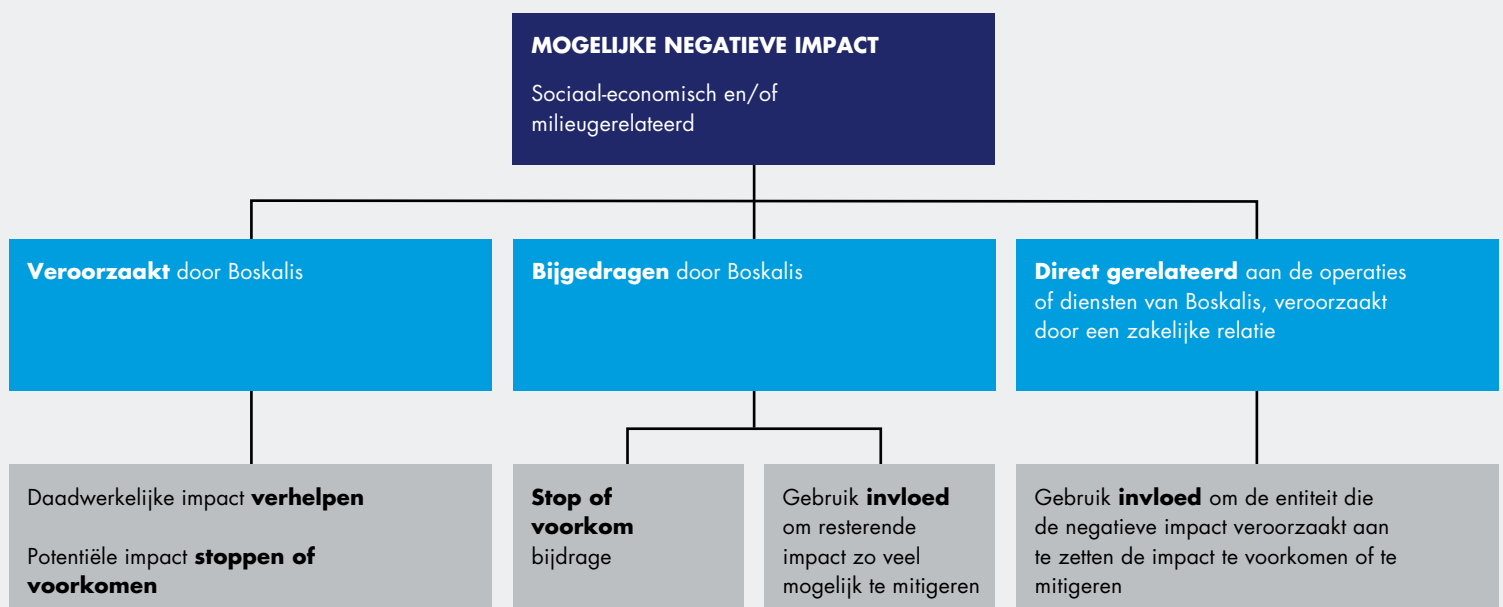 MOGELIJKE NEGATIEVE IMPACT
Sociaal-economisch en/of
milieugerelateerd
Veroorzaakt door Boskalis
Bijgedragen door Boskalis
Direct gerelateerd aan de operaties
of diensten van Boskalis, veroorzaakt
door een zakelijke relatie
Daadwerkelijke impact verhelpen
Potentiële impact stoppen of
voorkomen
Stop of
voorkom
bijdrage
Gebruik invloed
om resterende
impact zo veel
mogelijk te mitigeren
Gebruik invloed om de entiteit die
de negatieve impact veroorzaakt aan
te zetten de impact te voorkomen of te
mitigeren